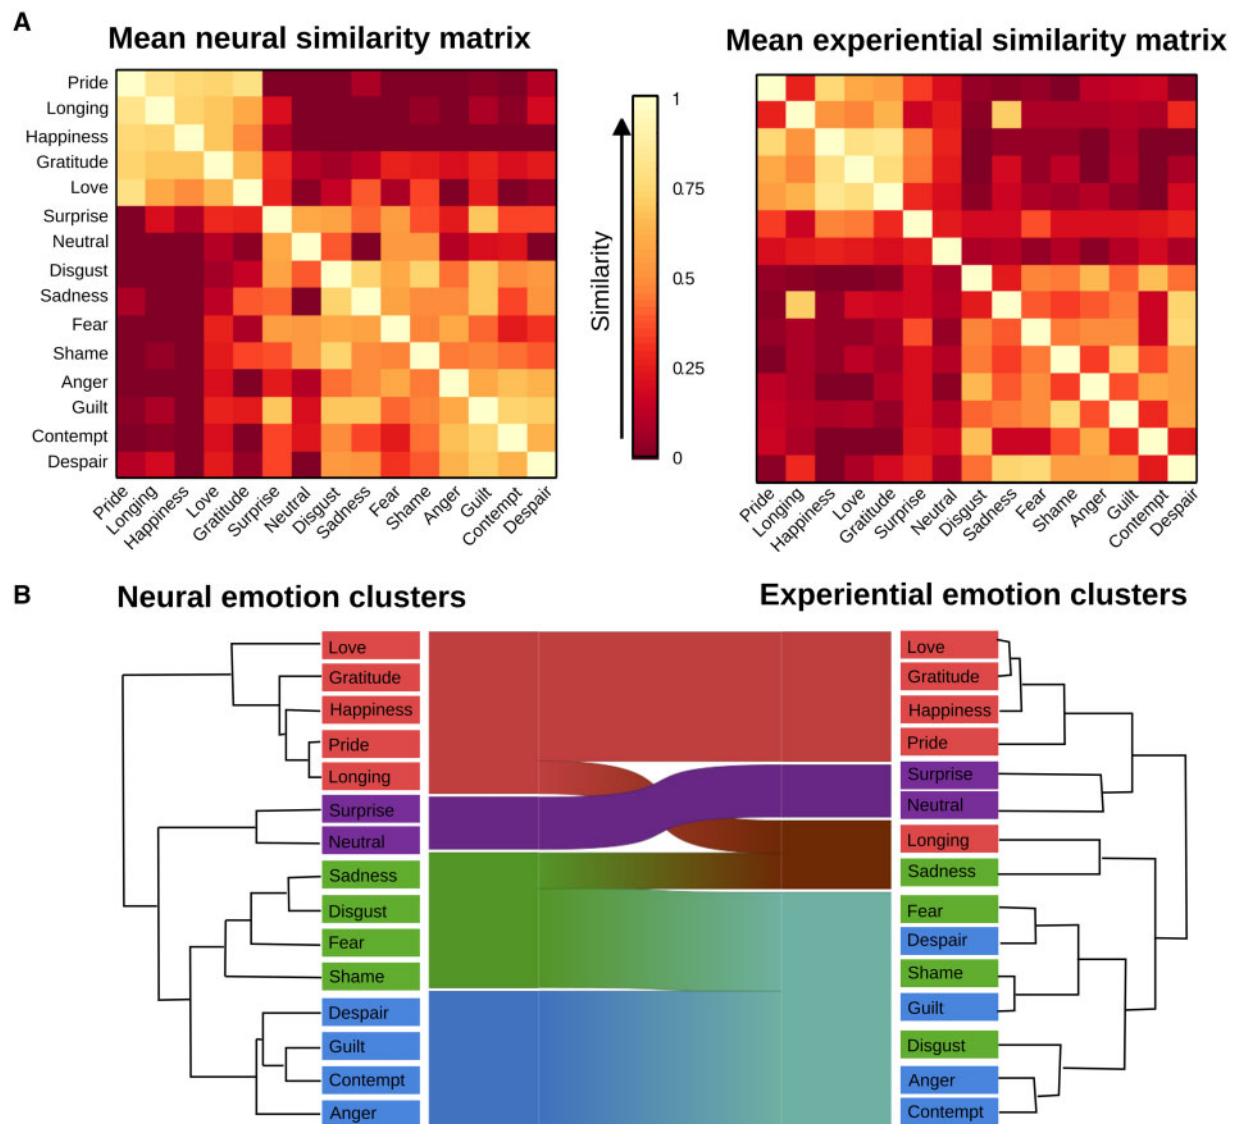 A
Mean neural similarity matrix
Mean experiential similarity matrix
Pride
Longing
Happiness
Gratitude
Love
Surprise
Neutral
Disgust
Sadness
Fear
Shame
Anger
Guilt
Contempt
Despair
Pride
Longing
Happiness
Love
Gratitude
Surprise
Neutral
Disgust
Sadness
Fear
Shame
Anger
Guilt
Contempt
Despair
Similarity
1
0.75
0.5
0.25
0
Pride
Longing
Happiness
Love
Gratitude
Surprise
Neutral
Disgust
Sadness
Fear
Shame
Anger
Guilt
Contempt
Despair
B
Neural emotion clusters
Experiential emotion clusters
Love
Gratitude
Happiness
Pride
Longing
Surprise
Neutral
Sadness
Disgust
Fear
Shame
Despair
Guilt
Contempt
Anger
Love
Gratitude
Happiness
Pride
Surprise
Neutral
Longing
Sadness
Fear
Despair
Shame
Guilt
Disgust
Anger
Contempt